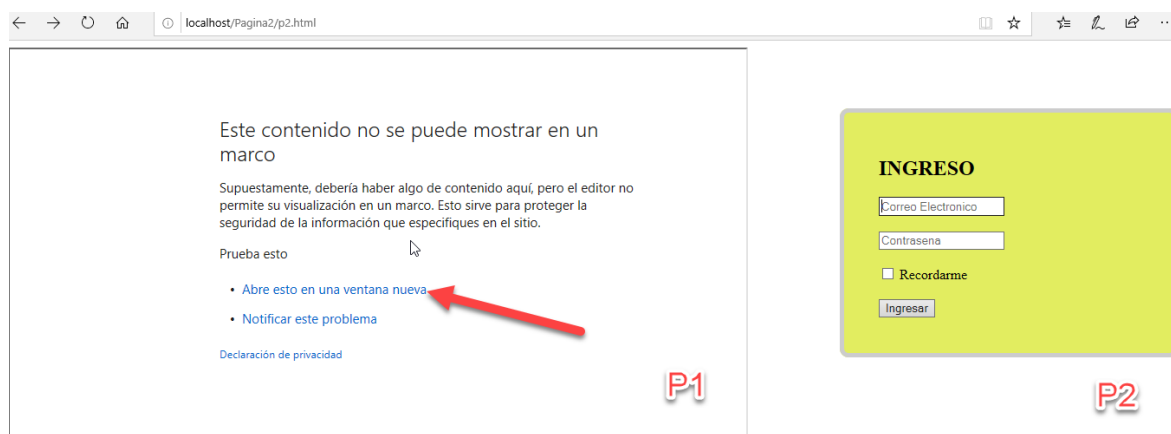 localhost/Pagina2/p2.html
Este contenido no se puede mostrar en un
marco
Supuestamente, debería haber algo de contenido aquí, pero el editor no
permite su visualización en un marco. Esto sirve para proteger la
seguridad de la información que especifiques en el sitio.
Prueba esto
• Abre esto en una ventana nueva
• Notificar este problema
Declaración de privacidad
P1
INGRESO
Correo Electronico
Contrasena
Recordarme
Ingresar
P2